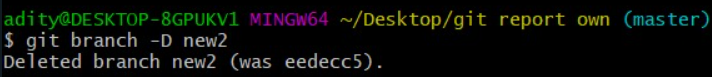 adity@DESKTOP-8GPUKV1 MINGW64 ~/Desktop/git report own (master)
$ git branch -D new2
Deleted branch new2 (was eedecc5).